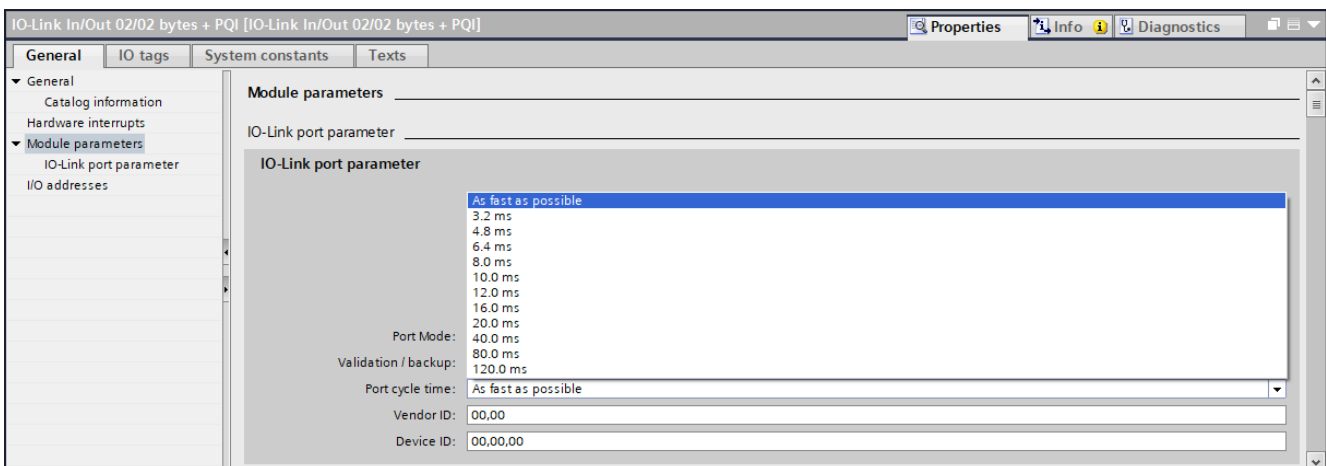 IO-Link In/Out 02/02 bytes + PQI [IO-Link In/Out 02/02 bytes + PQI]
Properties
Info
Diagnostics
General
IO tags
System constants
Texts
General
Catalog information
Hardware interrupts
Module parameters
IO-Link port parameter
I/O addresses
Module parameters
IO-Link port parameter
IO-Link port parameter
As fast as possible
3.2 ms
4.8 ms
6.4 ms
8.0 ms
10.0 ms
12.0 ms
16.0 ms
20.0 ms
40.0 ms
80.0 ms
120.0 ms
Port Mode:
Validation / backup:
Port cycle time: As fast as possible
Vendor ID: 00,00
Device ID: 00,00,00